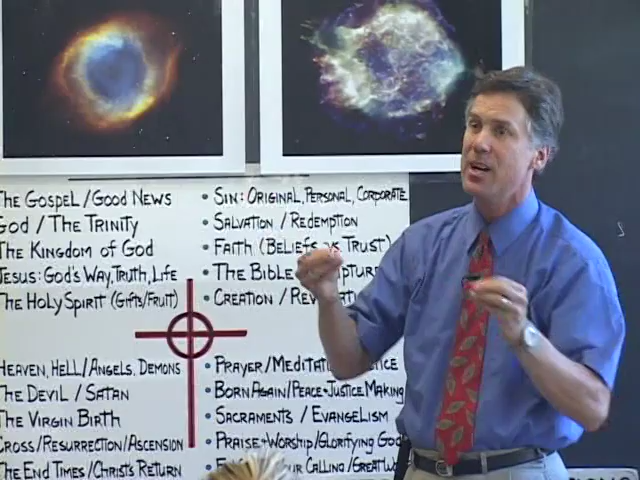 The Gospel / Good News
God / The Trinity
The Kingdom of God
Jesus: God's Way, Truth, Life
The Holy Spirit (Gifts/Fruit)
Heaven, Hell / Angels, Demons
The Devil / Satan
The Virgin Birth
Cross / Resurrection / Ascension
The End Times / Christ's Return
• Sin: Original, Personal, Corporate
• Salvation / Redemption
• Faith (Beliefs vs. Trust)
• The Bible
• Creation /
• Prayer / 
• Born Again / Peace + Justice Making
• Sacraments / Evangelism
• Praise + Worship / Glorifying God
Your Calling /